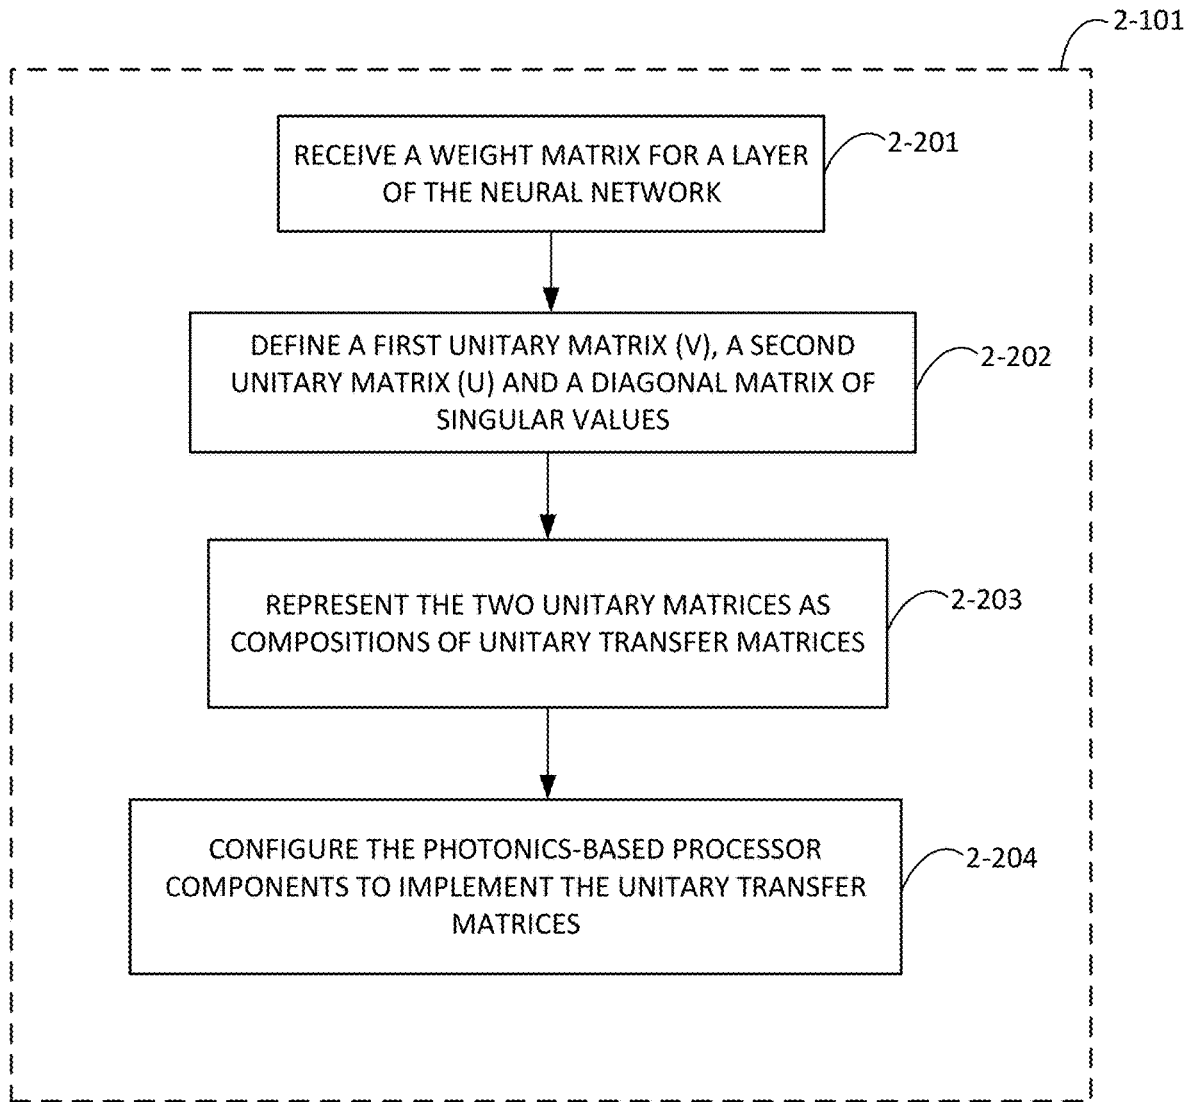 2-101
RECEIVE A WEIGHT MATRIX FOR A LAYER
OF THE NEURAL NETWORK
2-201
DEFINE A FIRST UNITARY MATRIX (V), A SECOND
UNITARY MATRIX (U) AND A DIAGONAL MATRIX OF
SINGULAR VALUES
2-202
REPRESENT THE TWO UNITARY MATRICES AS
COMPOSITIONS OF UNITARY TRANSFER MATRICES
2-203
CONFIGURE THE PHOTONICS-BASED PROCESSOR
COMPONENTS TO IMPLEMENT THE UNITARY TRANSFER
MATRICES
2-204